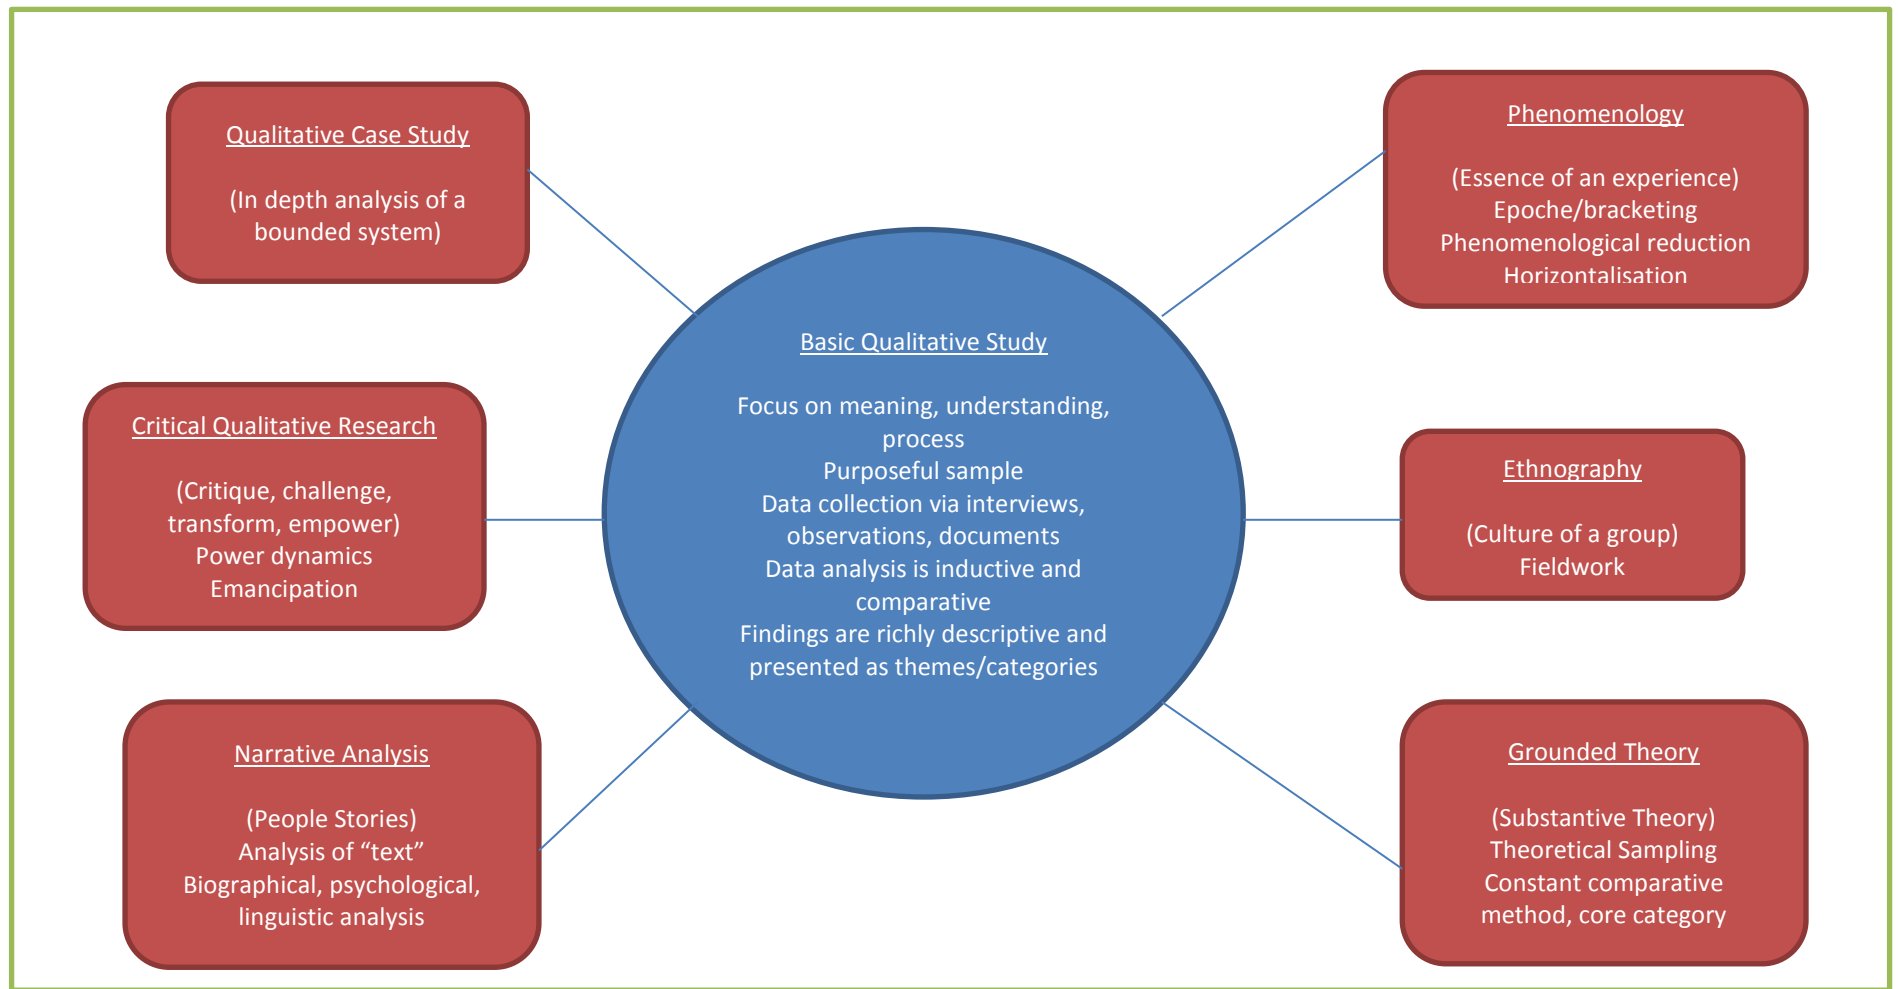 Qualitative Case Study
(In depth analysis of a
bounded system)
Critical Qualitative Research
(Critique, challenge,
transform, empower)
Power dynamics
Emancipation
Narrative Analysis
(People Stories)
Analysis of “text”
Biographical, psychological,
linguistic analysis
Basic Qualitative Study
Focus on meaning, understanding,
process
Purposeful sample
Data collection via interviews,
observations, documents
Data analysis is inductive and
comparative
Findings are richly descriptive and
presented as themes/categories
Phenomenology
(Essence of an experience)
Epoche/bracketing
Phenomenological reduction
Horizontalisation
Ethnography
(Culture of a group)
Fieldwork
Grounded Theory
(Substantive Theory)
Theoretical Sampling
Constant comparative
method, core category